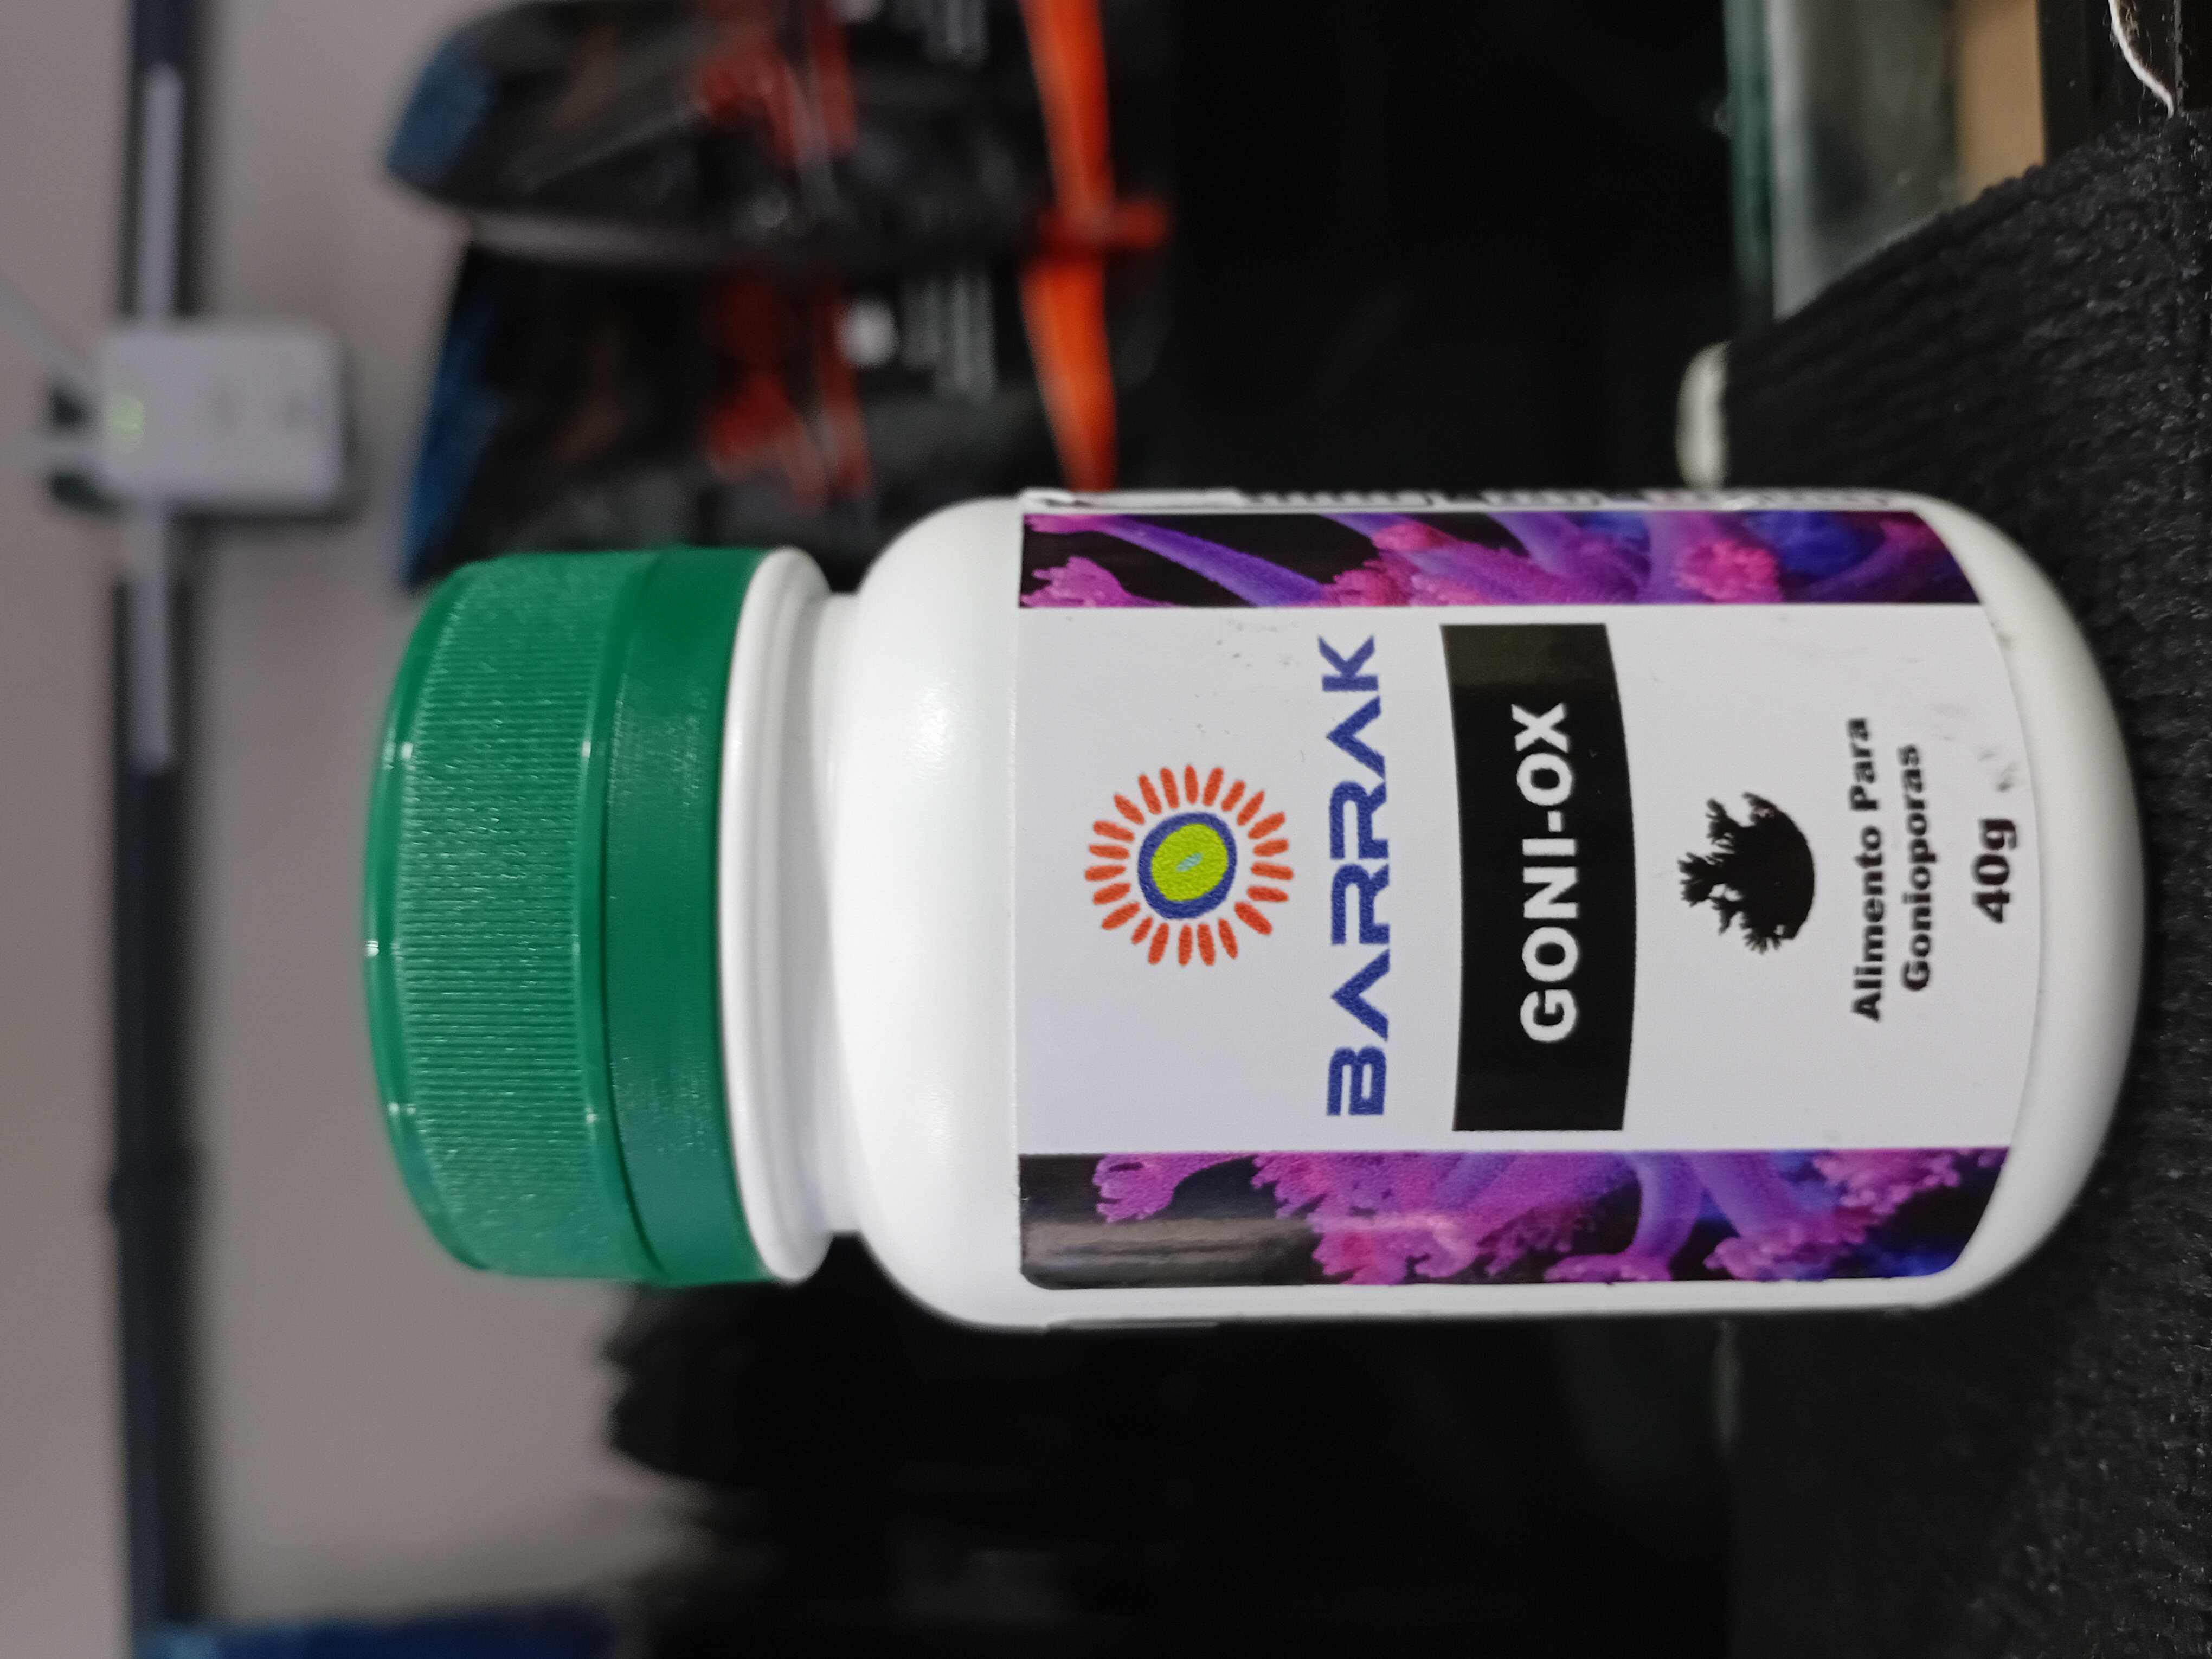 BARRAK
GONI-OX
Alimento Para
Gonioporas
40g